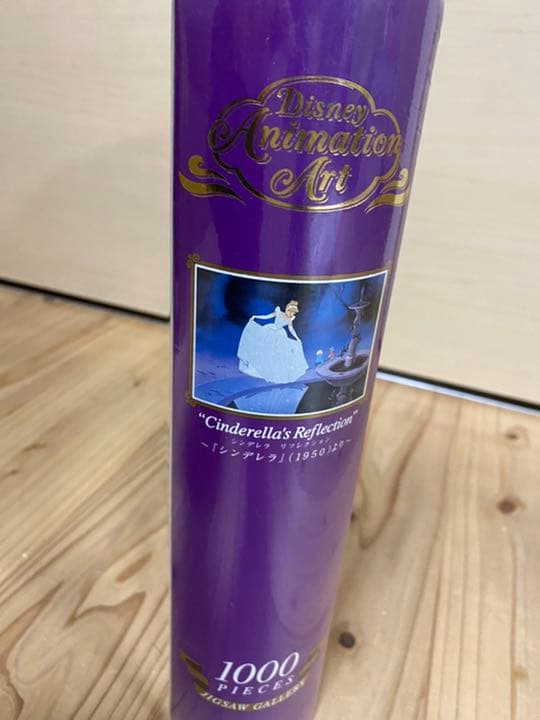 Disney
Animation
Art
“Cinderella's Reflection”
シンデレラ リフレクション
～『シンデレラ』(1950)より～
1000
PIECES
JIGSAW GALLERY